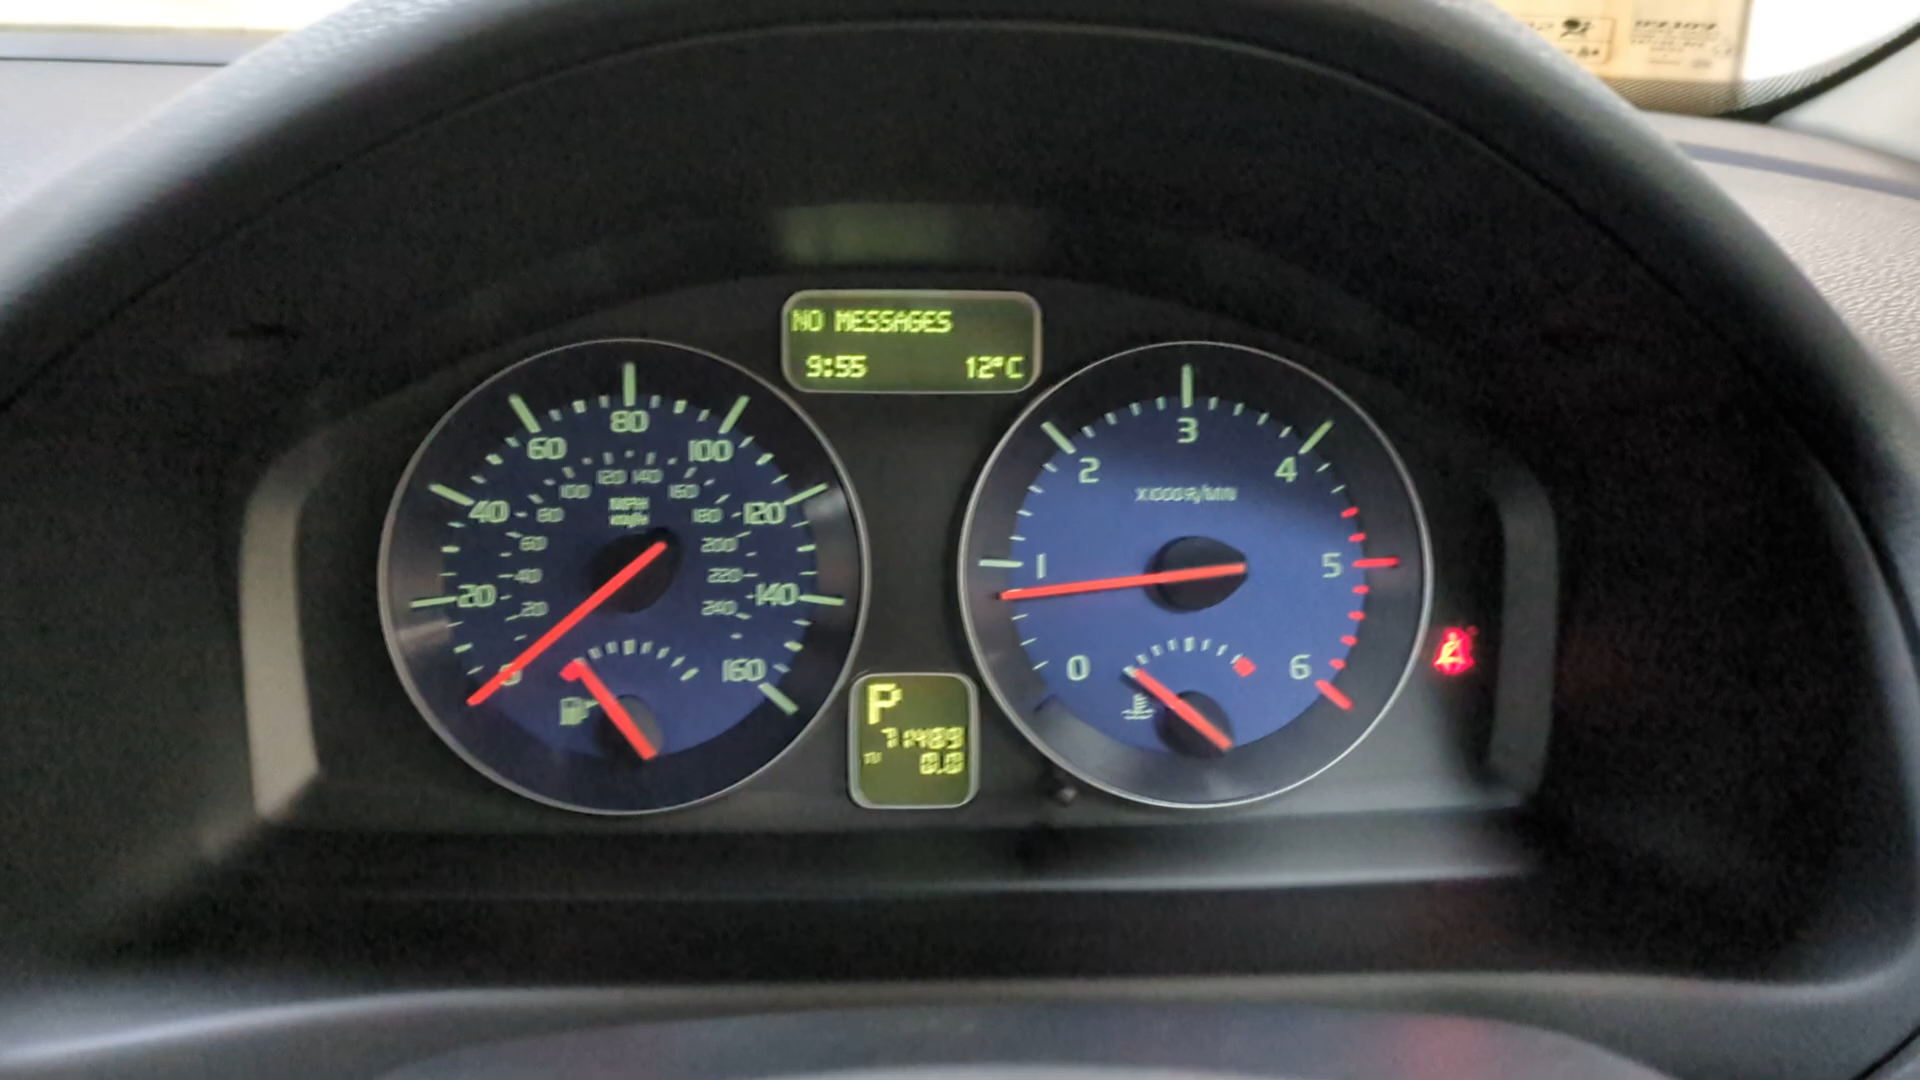 NO MESSAGES
9:55 12°C
0 20 40 60 80 100 120 140 160
20 40 60 80 100 120 140 160 180 200 220 240
MPH
km/h
0 1 2 3 4 5 6
X1000R/MIN
P
71489
0.0